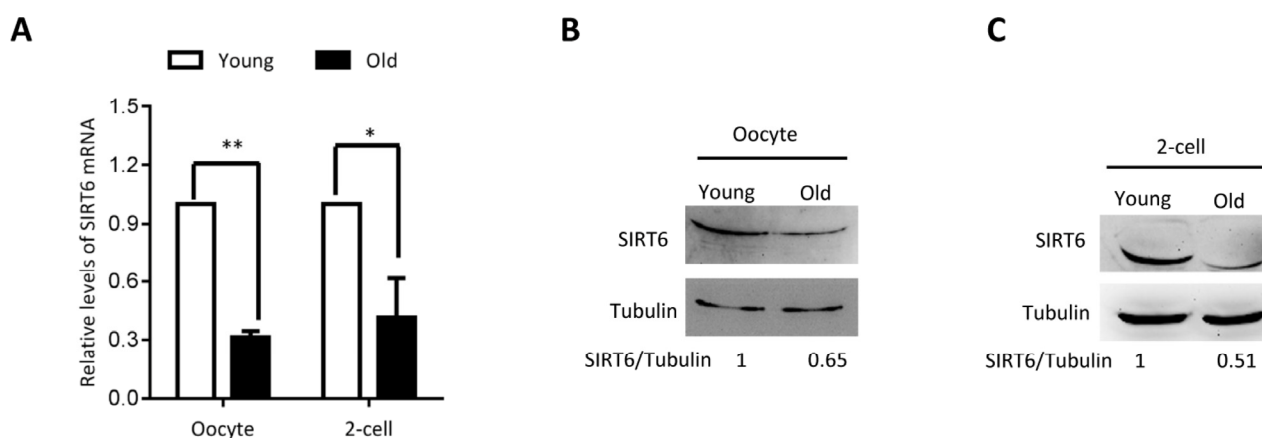 A
Young
Old
Relative levels of SIRT6 mRNA
1.5
1.2
0.9
0.6
0.3
0.0
**
*
Oocyte
2-cell
B
Oocyte
Young Old
SIRT6
Tubulin
SIRT6/Tubulin 1 0.65
C
2-cell
Young Old
SIRT6
Tubulin
SIRT6/Tubulin 1 0.51